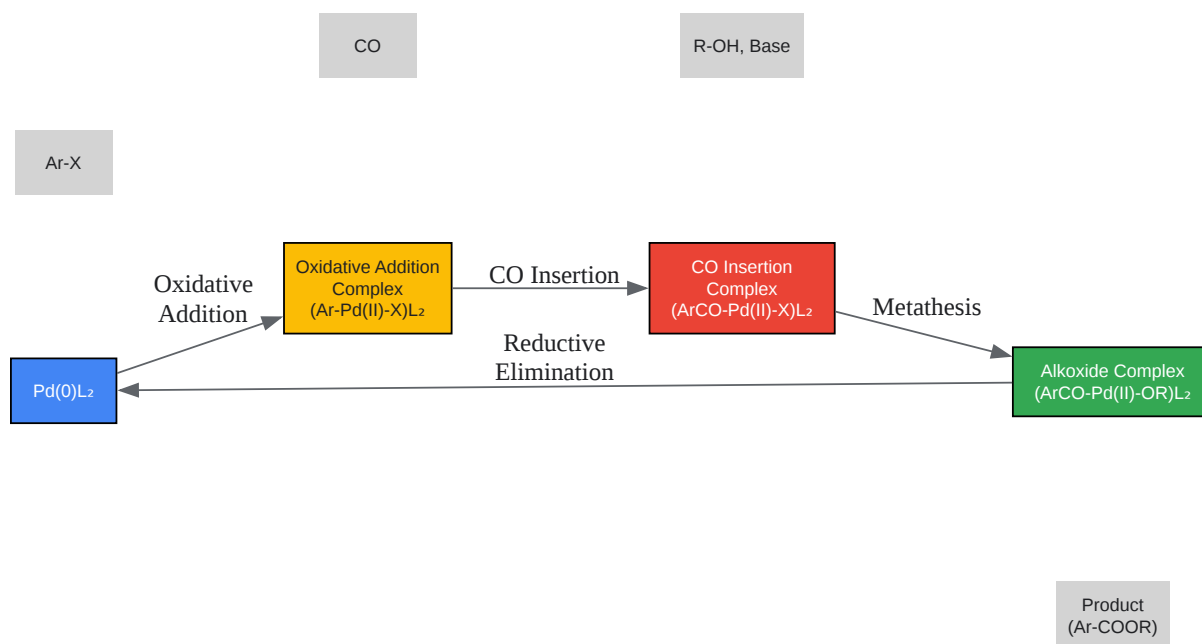 CO
R-OH, Base
Ar-X
Oxidative
Addition
Oxidative Addition
Complex
(Ar-Pd(II)-X)L₂
CO Insertion
CO Insertion
Complex
(ArCO-Pd(II)-X)L₂
Metathesis
Reductive
Elimination
Pd(0)L₂
Alkoxide Complex
(ArCO-Pd(II)-OR)L₂
Product
(Ar-COOR)